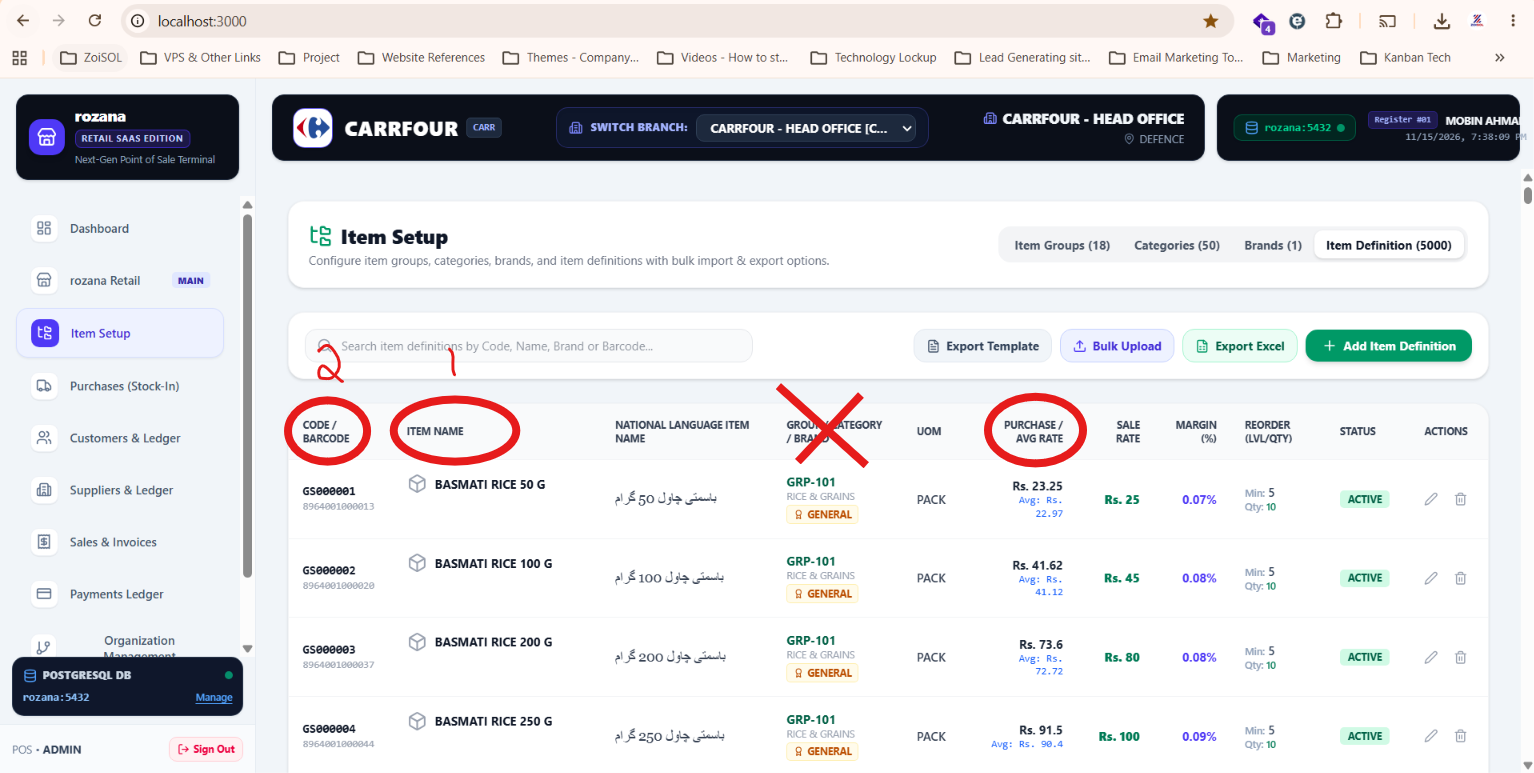 localhost:3000
4
ZoiSOL
VPS & Other Links
Project
Website References
Themes - Company...
Videos - How to st...
Technology Lockup
Lead Generating sit...
Email Marketing To...
Marketing
Kanban Tech
»
rozana
RETAIL SAAS EDITION
Next-Gen Point of Sale Terminal
CARRFOUR CARR
SWITCH BRANCH: CARRFOUR - HEAD OFFICE [C...
CARRFOUR - HEAD OFFICE
DEFENCE
rozana:5432
Register #01 MOBIN AHMA
11/15/2026, 7:38:09 PM
Dashboard
rozana Retail MAIN
Item Setup
Purchases (Stock-In)
Customers & Ledger
Suppliers & Ledger
Sales & Invoices
Payments Ledger
Organization
Management
POSTGRESQL DB
rozana:5432 Manage
POS • ADMIN Sign Out
Item Setup
Configure item groups, categories, brands, and item definitions with bulk import & export options.
Item Groups (18) Categories (50) Brands (1) Item Definition (5000)
Search item definitions by Code, Name, Brand or Barcode...
Export Template Bulk Upload Export Excel + Add Item Definition
2 1
CODE / BARCODE ITEM NAME NATIONAL LANGUAGE ITEM NAME GROUP / CATEGORY / BRAND UOM PURCHASE / AVG RATE SALE RATE MARGIN (%) REORDER (LVL/QTY) STATUS ACTIONS
GS000001 BASMATI RICE 50 G باسمتی چاول 50 گرام GRP-101 PACK Rs. 23.25 Rs. 25 0.07% Min: 5 ACTIVE
8964001000013 RICE & GRAINS Avg: Rs. 22.97 Qty: 10
GENERAL
GS000002 BASMATI RICE 100 G باسمتی چاول 100 گرام GRP-101 PACK Rs. 41.62 Rs. 45 0.08% Min: 5 ACTIVE
8964001000020 RICE & GRAINS Avg: Rs. 41.12 Qty: 10
GENERAL
GS000003 BASMATI RICE 200 G باسمتی چاول 200 گرام GRP-101 PACK Rs. 73.6 Rs. 80 0.08% Min: 5 ACTIVE
8964001000037 RICE & GRAINS Avg: Rs. 72.72 Qty: 10
GENERAL
GS000004 BASMATI RICE 250 G باسمتی چاول 250 گرام GRP-101 PACK Rs. 91.5 Rs. 100 0.09% Min: 5 ACTIVE
8964001000044 RICE & GRAINS Avg: Rs. 90.4 Qty: 10
GENERAL